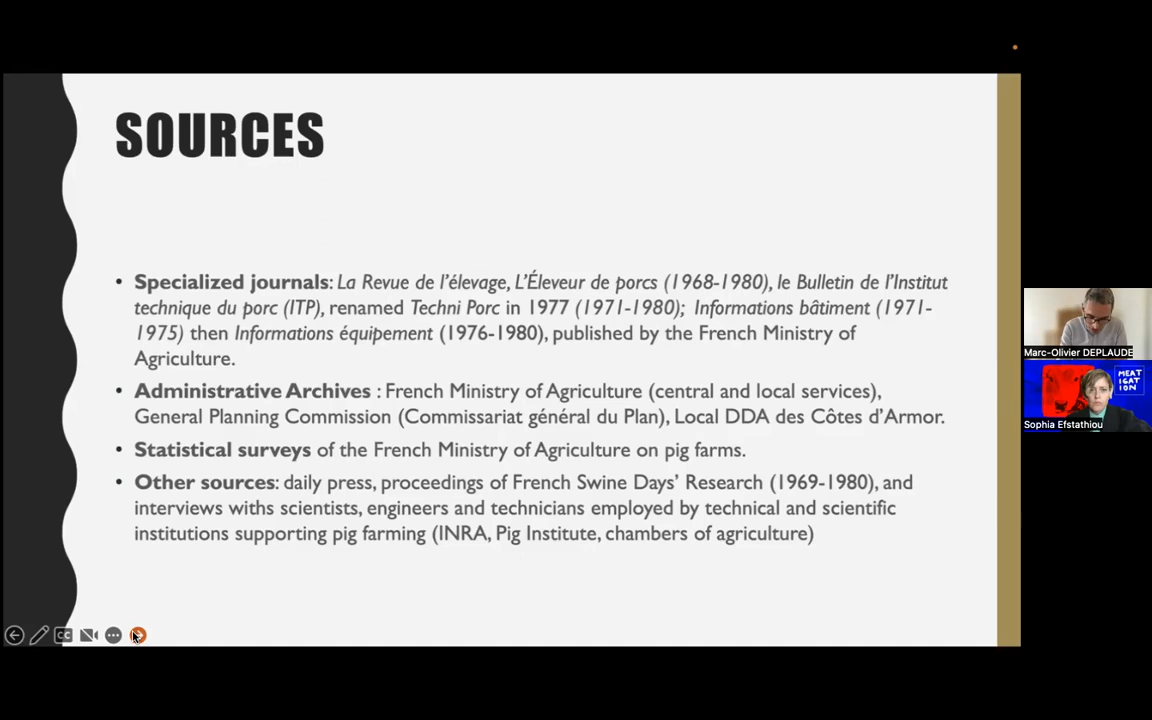 SOURCES
• Specialized journals: La Revue de l'élevage, L'Éleveur de porcs (1968-1980), le Bulletin de l'Institut
technique du porc (ITP), renamed Techni Porc in 1977 (1971-1980); Informations bâtiment (1971-
1975) then Informations équipement (1976-1980), published by the French Ministry of
Agriculture.
• Administrative Archives : French Ministry of Agriculture (central and local services),
General Planning Commission (Commissariat général du Plan), Local DDA des Côtes d'Armor.
• Statistical surveys of the French Ministry of Agriculture on pig farms.
• Other sources: daily press, proceedings of French Swine Days' Research (1969-1980), and
interviews withs scientists, engineers and technicians employed by technical and scientific
institutions supporting pig farming (INRA, Pig Institute, chambers of agriculture)
CC
Marc-Olivier DEPLAUDE
MEAT
IGAT
ION
Sophia Efstathiou